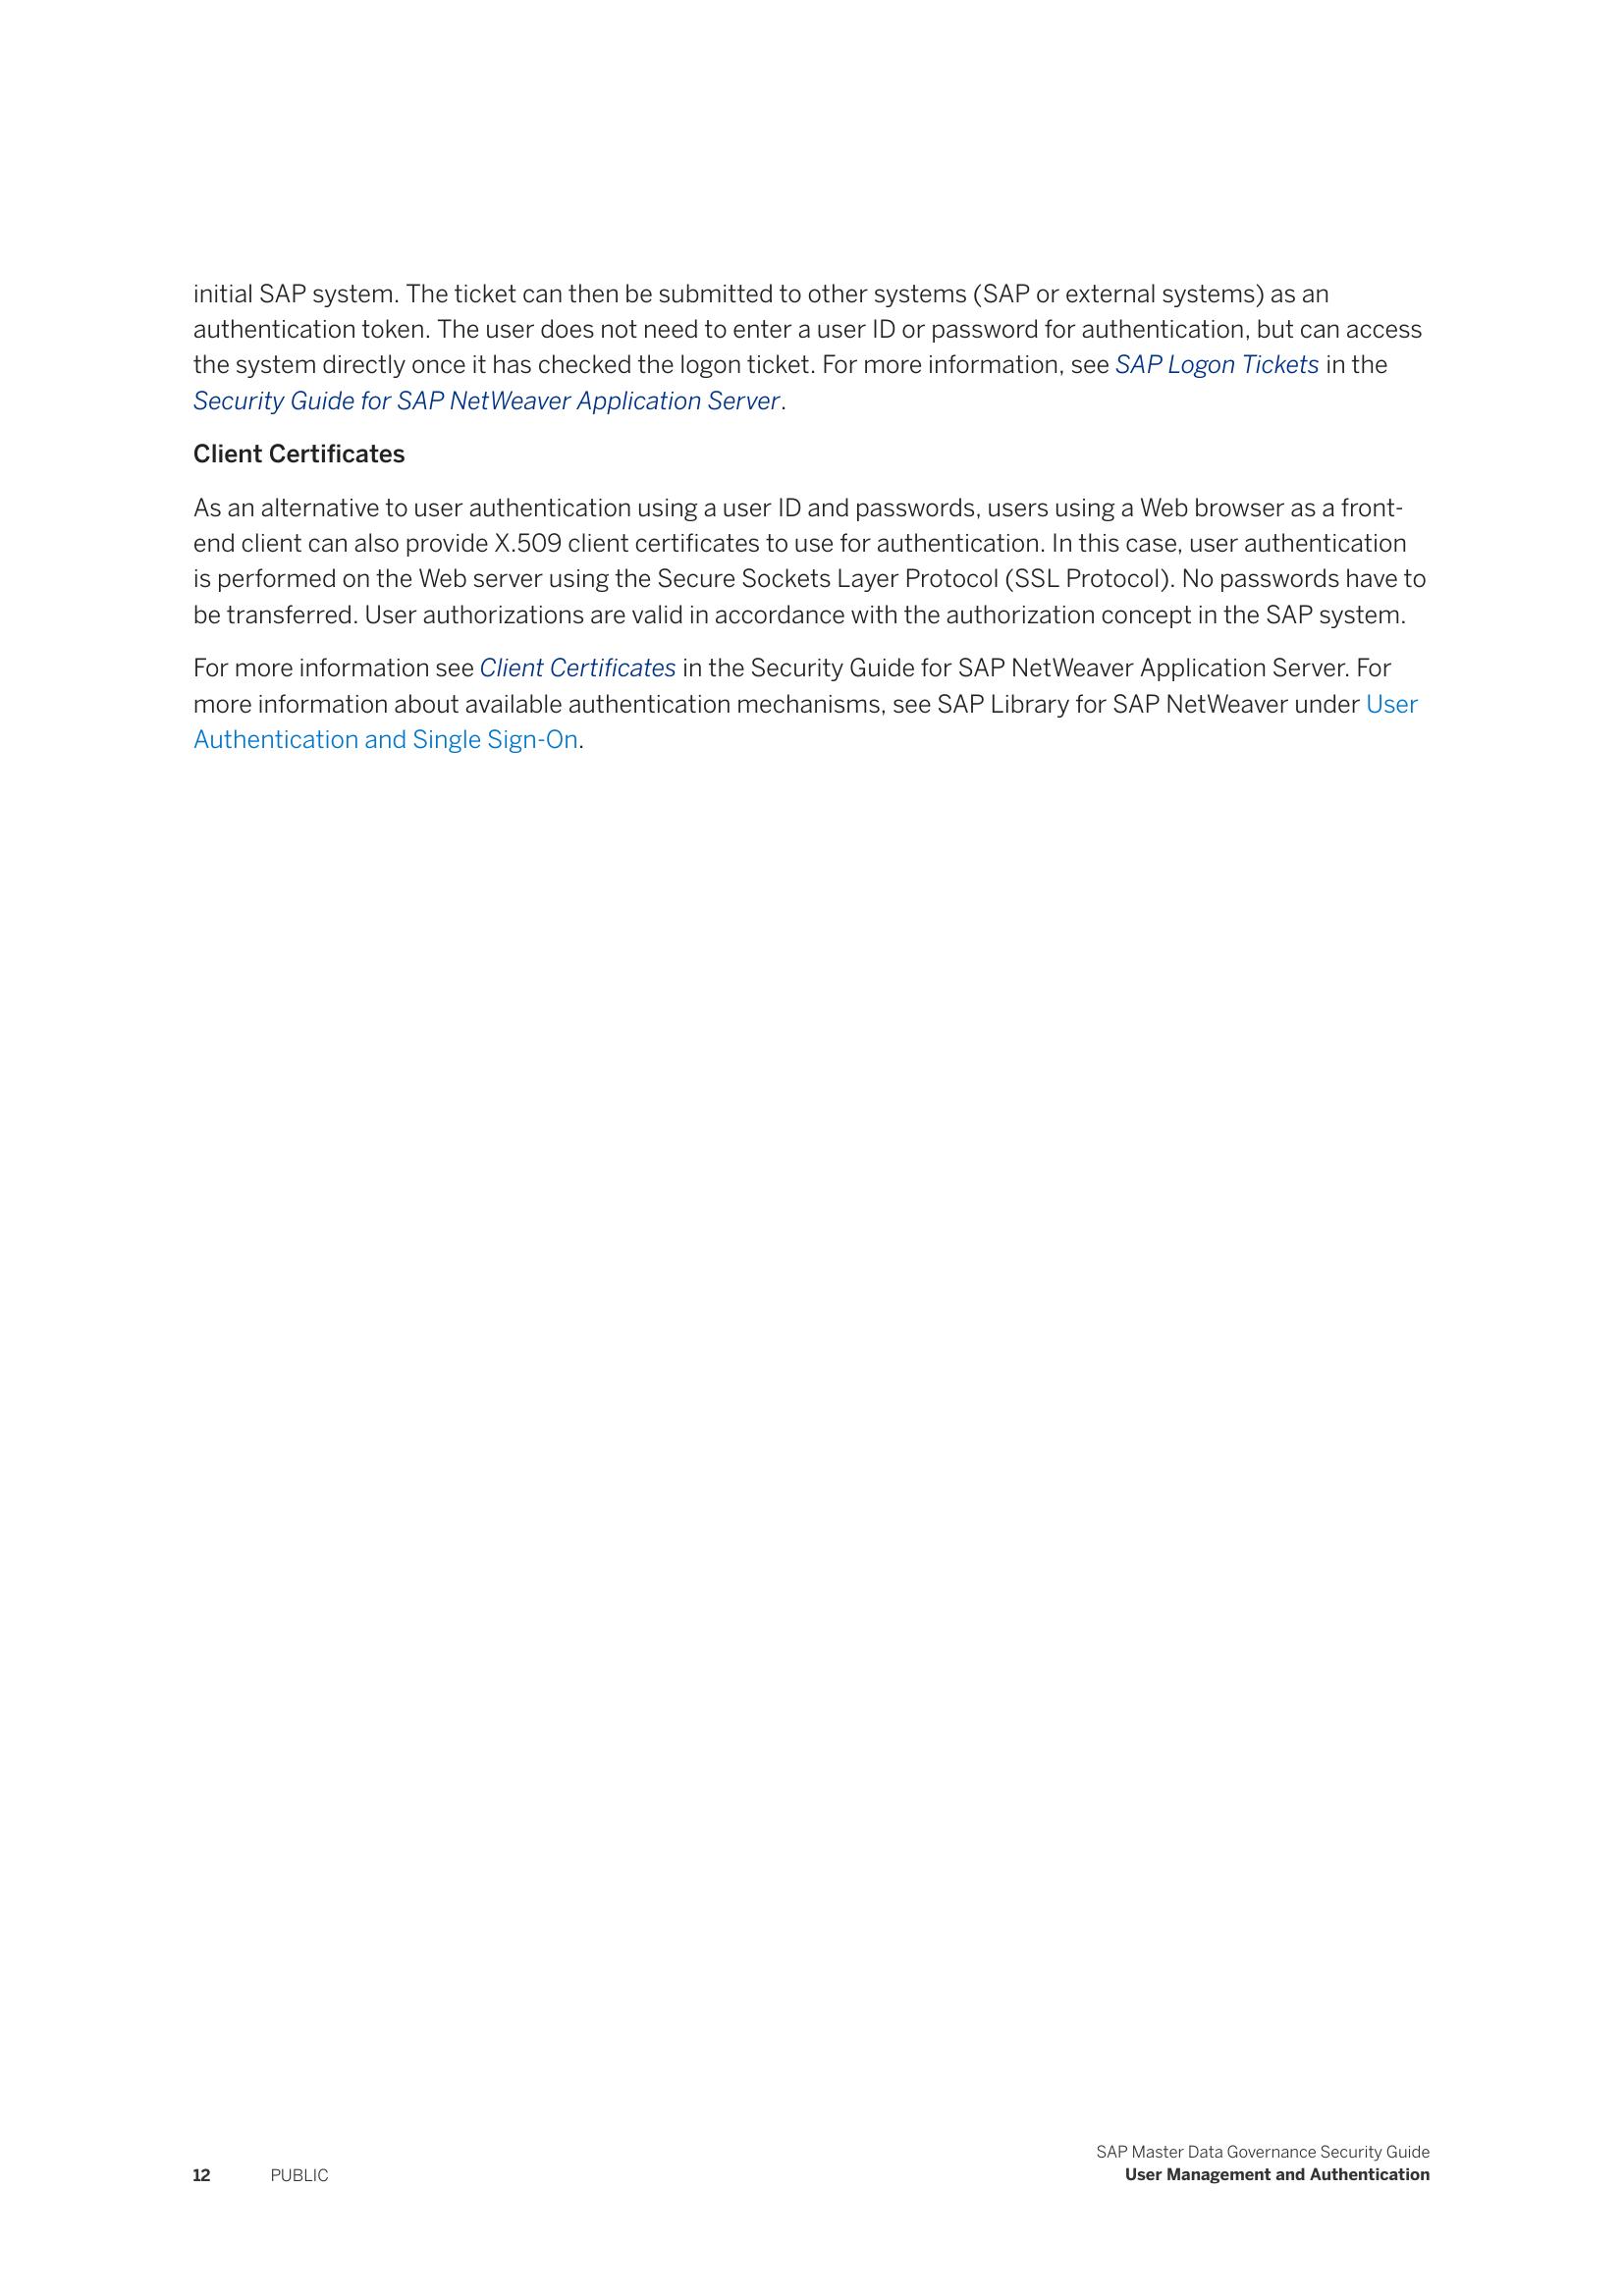 initial SAP system. The ticket can then be submitted to other systems (SAP or external systems) as an
authentication token. The user does not need to enter a user ID or password for authentication, but can access
the system directly once it has checked the logon ticket. For more information, see SAP Logon Tickets in the
Security Guide for SAP NetWeaver Application Server.
Client Certificates
As an alternative to user authentication using a user ID and passwords, users using a Web browser as a front-
end client can also provide X.509 client certificates to use for authentication. In this case, user authentication
is performed on the Web server using the Secure Sockets Layer Protocol (SSL Protocol). No passwords have to
be transferred. User authorizations are valid in accordance with the authorization concept in the SAP system.
For more information see Client Certificates in the Security Guide for SAP NetWeaver Application Server. For
more information about available authentication mechanisms, see SAP Library for SAP NetWeaver under User
Authentication and Single Sign-On.
12 PUBLIC
SAP Master Data Governance Security Guide
User Management and Authentication